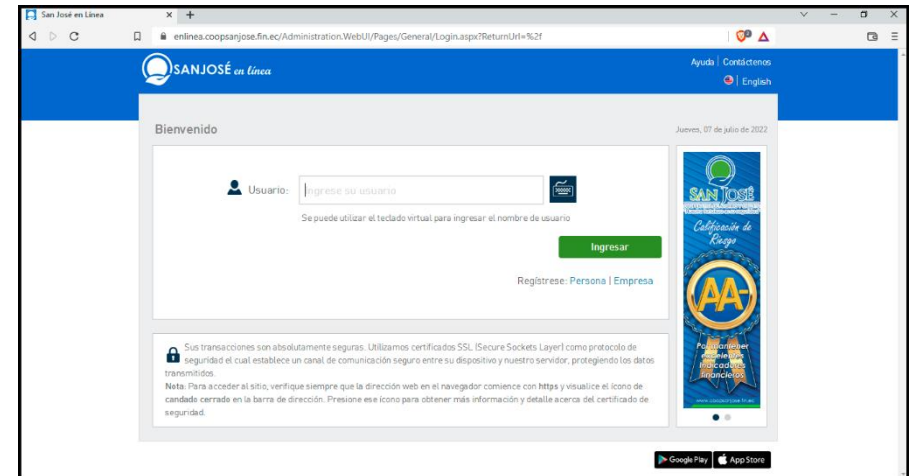 San José en Línea
enlinea.coopsanjose.fin.ec/Administration.WebUI/Pages/General/Login.aspx?ReturnUrl=%2f
SANJOSÉ en línea
Ayuda | Contáctenos
English
Bienvenido
Jueves, 07 de julio de 2022
Usuario:
Ingrese su usuario
Se puede utilizar el teclado virtual para ingresar el nombre de usuario
Ingresar
Regístrese: Persona | Empresa
SAN JOSÉ
Calificación de
Riesgo
AA-
Por mantener
excelentes
indicadores
financieros
Sus transacciones son absolutamente seguras. Utilizamos certificados SSL (Secure Sockets Layer) como protocolo de
seguridad el cual establece un canal de comunicación seguro entre su dispositivo y nuestro servidor, protegiendo los datos
transmitidos.
Nota: Para acceder al sitio, verifique siempre que la dirección web en el navegador comience con https y visualice el ícono de
candado cerrado en la barra de dirección. Presione ese ícono para obtener más información y detalle acerca del certificado de
seguridad.
Google Play
App Store